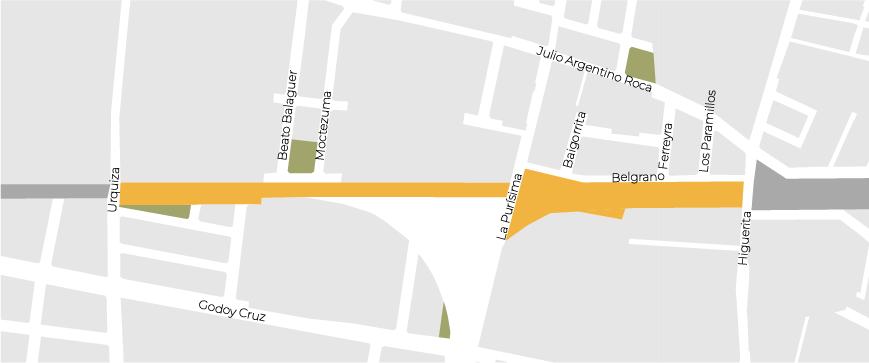 Julio Argentino Roca
Beato Balaguer
Moctezuma
Los Paramillos
Baigorrita
Ferreyra
Urquiza
Belgrano
La Purísima
Higuerita
Godoy Cruz